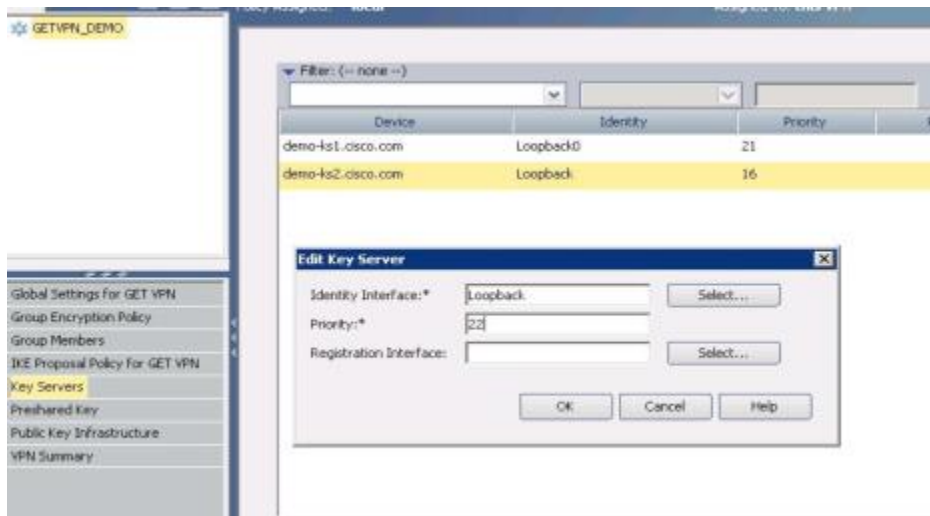 GETVPN_DEMO
Filter: (-- none --)
Device Identity Priority
demo-ks1.cisco.com Loopback0 21
demo-ks2.cisco.com Loopback 16
Edit Key Server
Identity Interface:* Loopback Select...
Priority:* 22
Registration Interface: Select...
OK Cancel Help
Global Settings for GET VPN
Group Encryption Policy
Group Members
IKE Proposal Policy for GET VPN
Key Servers
Preshared Key
Public Key Infrastructure
VPN Summary